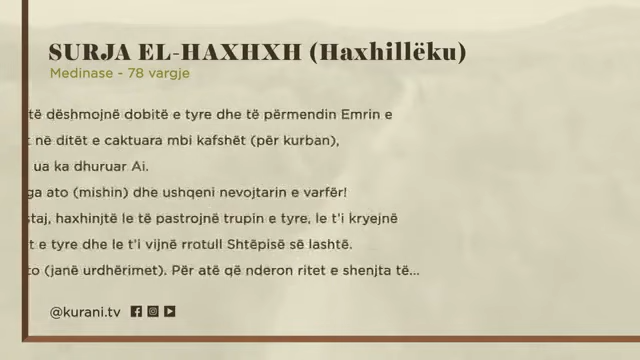 SURJA EL-HAXHXH (Haxhillëku)
Medinase - 78 vargje
të dëshmojnë dobitë e tyre dhe të përmendin Emrin e
në ditët e caktuara mbi kafshët (për kurban),
ua ka dhuruar Ai.
ato (mishin) dhe ushqeni nevojtarin e varfër!
haxhinjtë le të pastrojnë trupin e tyre, le t'i kryejnë
e tyre dhe le t'i vijnë rrotull Shtëpisë së lashtë.
(janë urdhërimet). Për atë që nderon ritet e shenjta të...
@kurani.tv